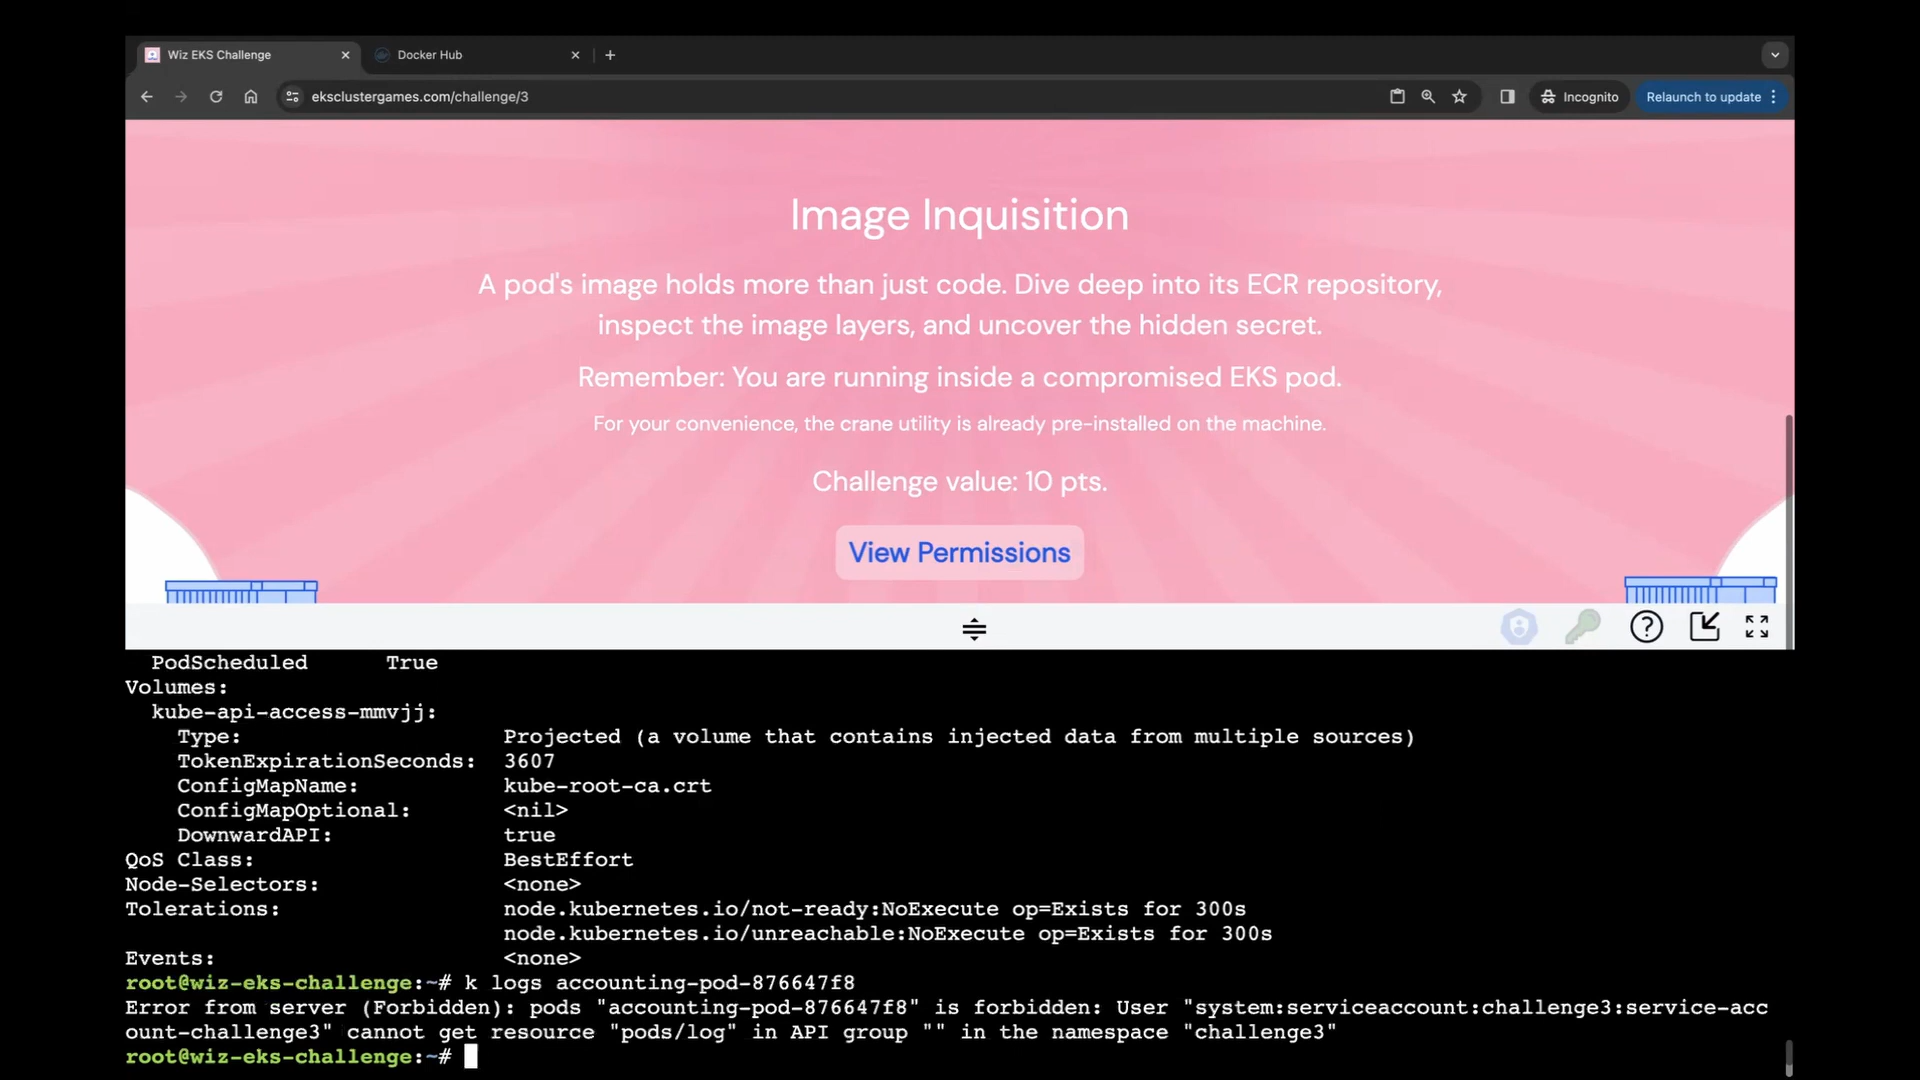 Wiz EKS Challenge
Docker Hub
eksclustergames.com/challenge/3
Incognito
Relaunch to update
Image Inquisition
A pod's image holds more than just code. Dive deep into its ECR repository,
inspect the image layers, and uncover the hidden secret.
Remember: You are running inside a compromised EKS pod.
For your convenience, the crane utility is already pre-installed on the machine.
Challenge value: 10 pts.
View Permissions
PodScheduled True
Volumes:
kube-api-access-mmvjj:
Type: Projected (a volume that contains injected data from multiple sources)
TokenExpirationSeconds: 3607
ConfigMapName: kube-root-ca.crt
ConfigMapOptional: <nil>
DownwardAPI: true
QoS Class: BestEffort
Node-Selectors: <none>
Tolerations: node.kubernetes.io/not-ready:NoExecute op=Exists for 300s
node.kubernetes.io/unreachable:NoExecute op=Exists for 300s
Events: <none>
root@wiz-eks-challenge:~# k logs accounting-pod-876647f8
Error from server (Forbidden): pods "accounting-pod-876647f8" is forbidden: User "system:serviceaccount:challenge3:service-acc
ount-challenge3" cannot get resource "pods/log" in API group "" in the namespace "challenge3"
root@wiz-eks-challenge:~#